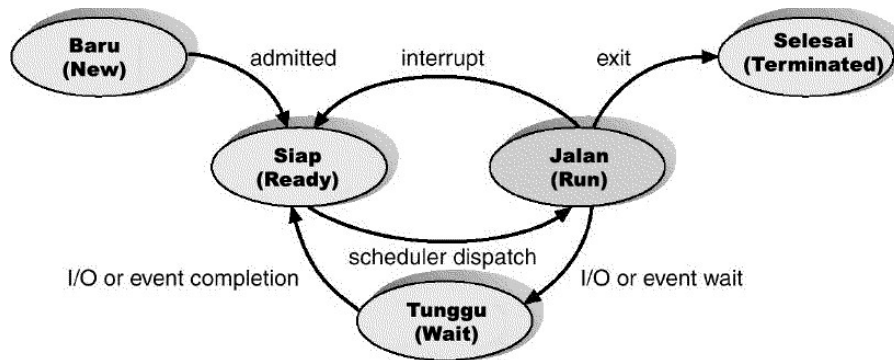 Baru
(New)
admitted
interrupt
exit
Selesai
(Terminated)
Siap
(Ready)
Jalan
(Run)
scheduler dispatch
I/O or event completion
I/O or event wait
Tunggu
(Wait)